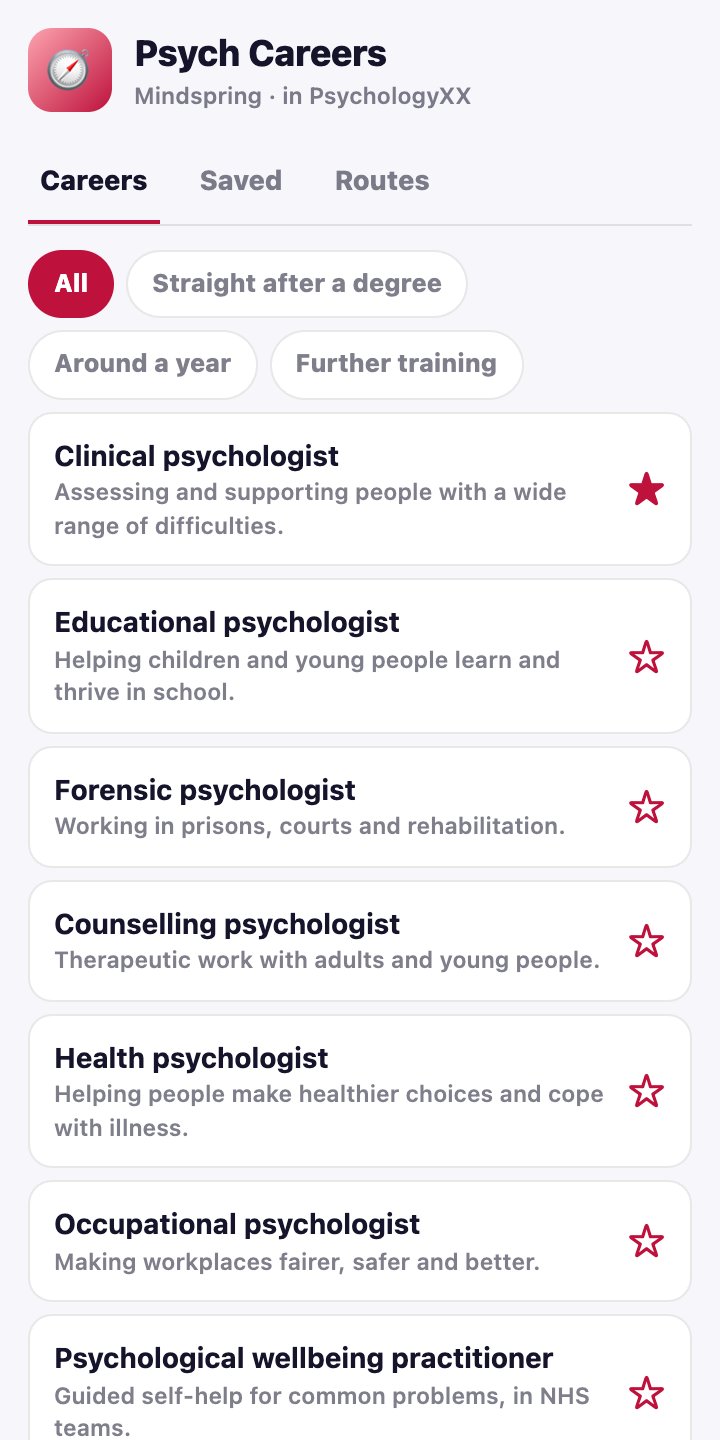 Psych Careers
Mindspring · in PsychologyXX
Careers Saved Routes
All Straight after a degree
Around a year Further training
Clinical psychologist
Assessing and supporting people with a wide
range of difficulties.
Educational psychologist
Helping children and young people learn and
thrive in school.
Forensic psychologist
Working in prisons, courts and rehabilitation.
Counselling psychologist
Therapeutic work with adults and young people.
Health psychologist
Helping people make healthier choices and cope
with illness.
Occupational psychologist
Making workplaces fairer, safer and better.
Psychological wellbeing practitioner
Guided self-help for common problems, in NHS
teams.